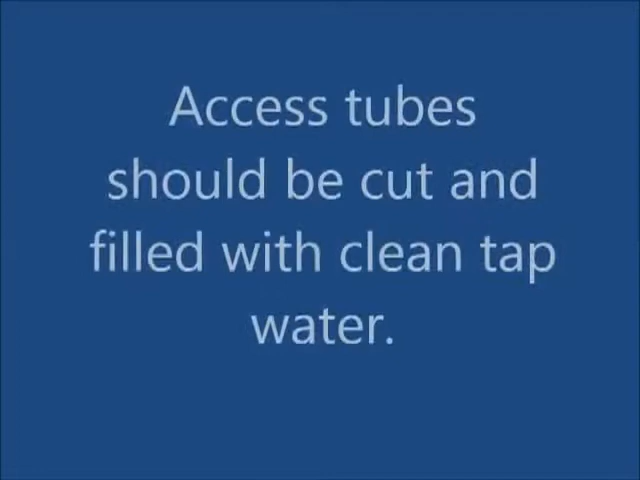 Access tubes
should be cut and
filled with clean tap
water.